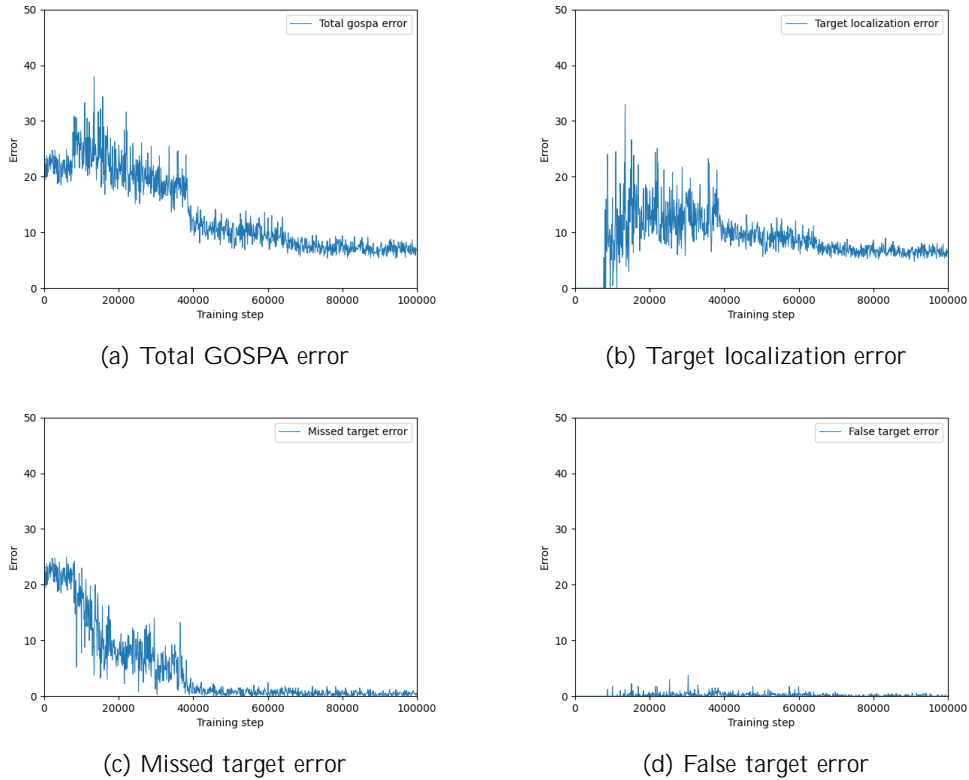 50
40
30
20
10
0
Error
Total gospa error
0 20000 40000 60000 80000 100000
Training step
(a) Total GOSPA error
50
40
30
20
10
0
Error
Target localization error
0 20000 40000 60000 80000 100000
Training step
(b) Target localization error
50
40
30
20
10
0
Error
Missed target error
0 20000 40000 60000 80000 100000
Training step
(c) Missed target error
50
40
30
20
10
0
Error
False target error
0 20000 40000 60000 80000 100000
Training step
(d) False target error